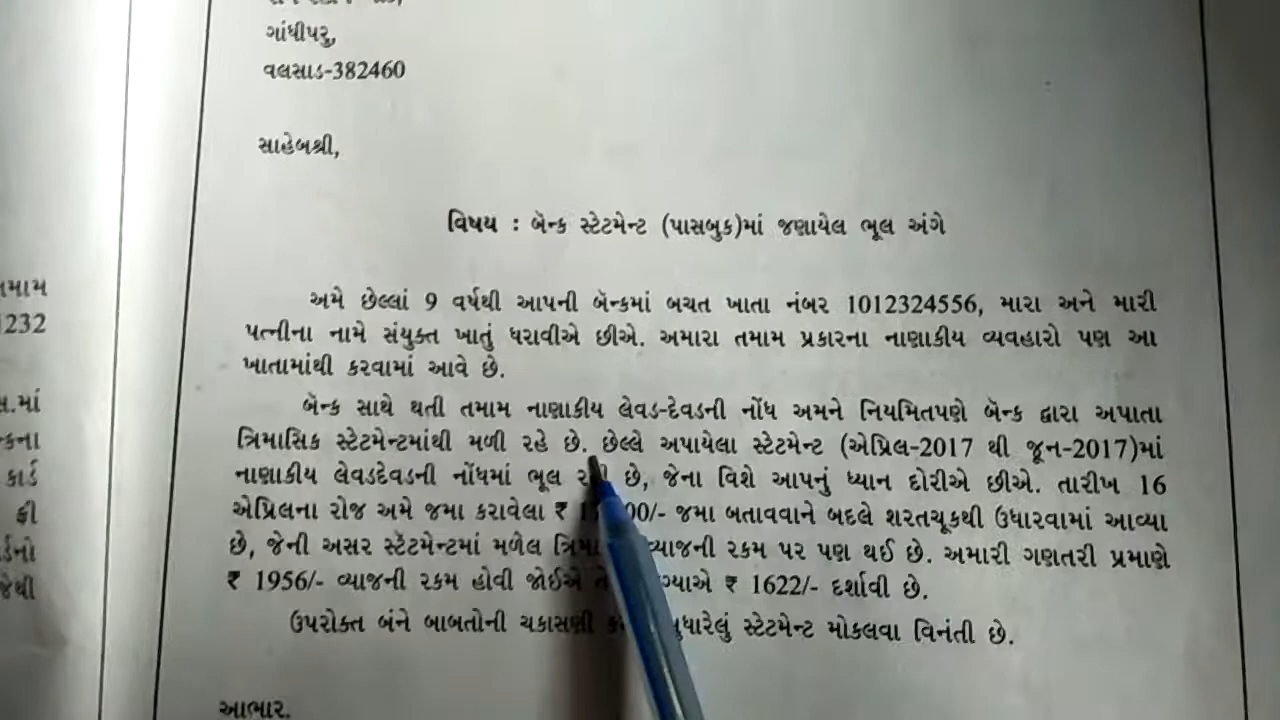 ગાંધીપરુ,
વલસાડ-382460
સાહેબશ્રી,
વિષય : બૅન્ક સ્ટેટમેન્ટ (પાસબુક)માં જણાયેલ ભૂલ અંગે
અમે છેલ્લાં 9 વર્ષથી આપની બૅન્કમાં બચત ખાતા નંબર 1012324556, મારા અને મારી
પત્નીના નામે સંયુક્ત ખાતું ધરાવીએ છીએ. અમારા તમામ પ્રકારના નાણાકીય વ્યવહારો પણ આ
ખાતામાંથી કરવામાં આવે છે.
બૅન્ક સાથે થતી તમામ નાણાકીય લેવડ-દેવડની નોંધ અમને નિયમિતપણે બૅન્ક દ્વારા અપાતા
ત્રિમાસિક સ્ટેટમેન્ટમાંથી મળી રહે છે. છેલ્લે અપાયેલા સ્ટેટમેન્ટ (એપ્રિલ-2017 થી જૂન-2017)માં
નાણાકીય લેવડદેવડની નોંધમાં ભૂલ છે, જેના વિશે આપનું ધ્યાન દોરીએ છીએ. તારીખ 16
એપ્રિલના રોજ અમે જમા કરાવેલા ₹ જમા બતાવવાને બદલે શરતચૂકથી ઉધારવામાં આવ્યા
છે, જેની અસર સ્ટૅટમેન્ટમાં મળેલ વ્યાજની રકમ પર પણ થઈ છે. અમારી ગણતરી પ્રમાણે
₹ 1956/- વ્યાજની રકમ હોવી જોઈએ ₹ 1622/- દર્શાવી છે.
ઉપરોક્ત બંને બાબતોની ચકાસણી સ્ટેટમેન્ટ મોકલવા વિનંતી છે.
આભાર.
તમામ
1232
કાર્ડ
ફ્રી